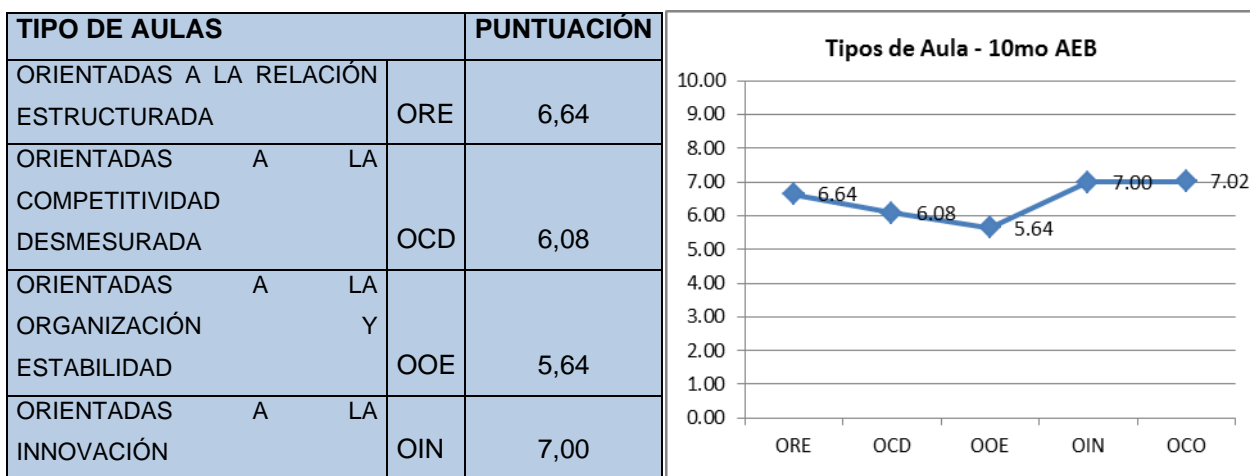 TIPO DE AULAS PUNTUACIÓN
ORIENTADAS A LA RELACIÓN
ESTRUCTURADA ORE 6,64
ORIENTADAS A LA
COMPETITIVIDAD
DESMESURADA OCD 6,08
ORIENTADAS A LA
ORGANIZACIÓN Y
ESTABILIDAD OOE 5,64
ORIENTADAS A LA
INNOVACIÓN OIN 7,00
Tipos de Aula - 10mo AEB
10.00
9.00
8.00
7.00
6.00
5.00
4.00
3.00
2.00
1.00
0.00
6.64
6.08
5.64
7.00
7.02
ORE OCD OOE OIN OCO